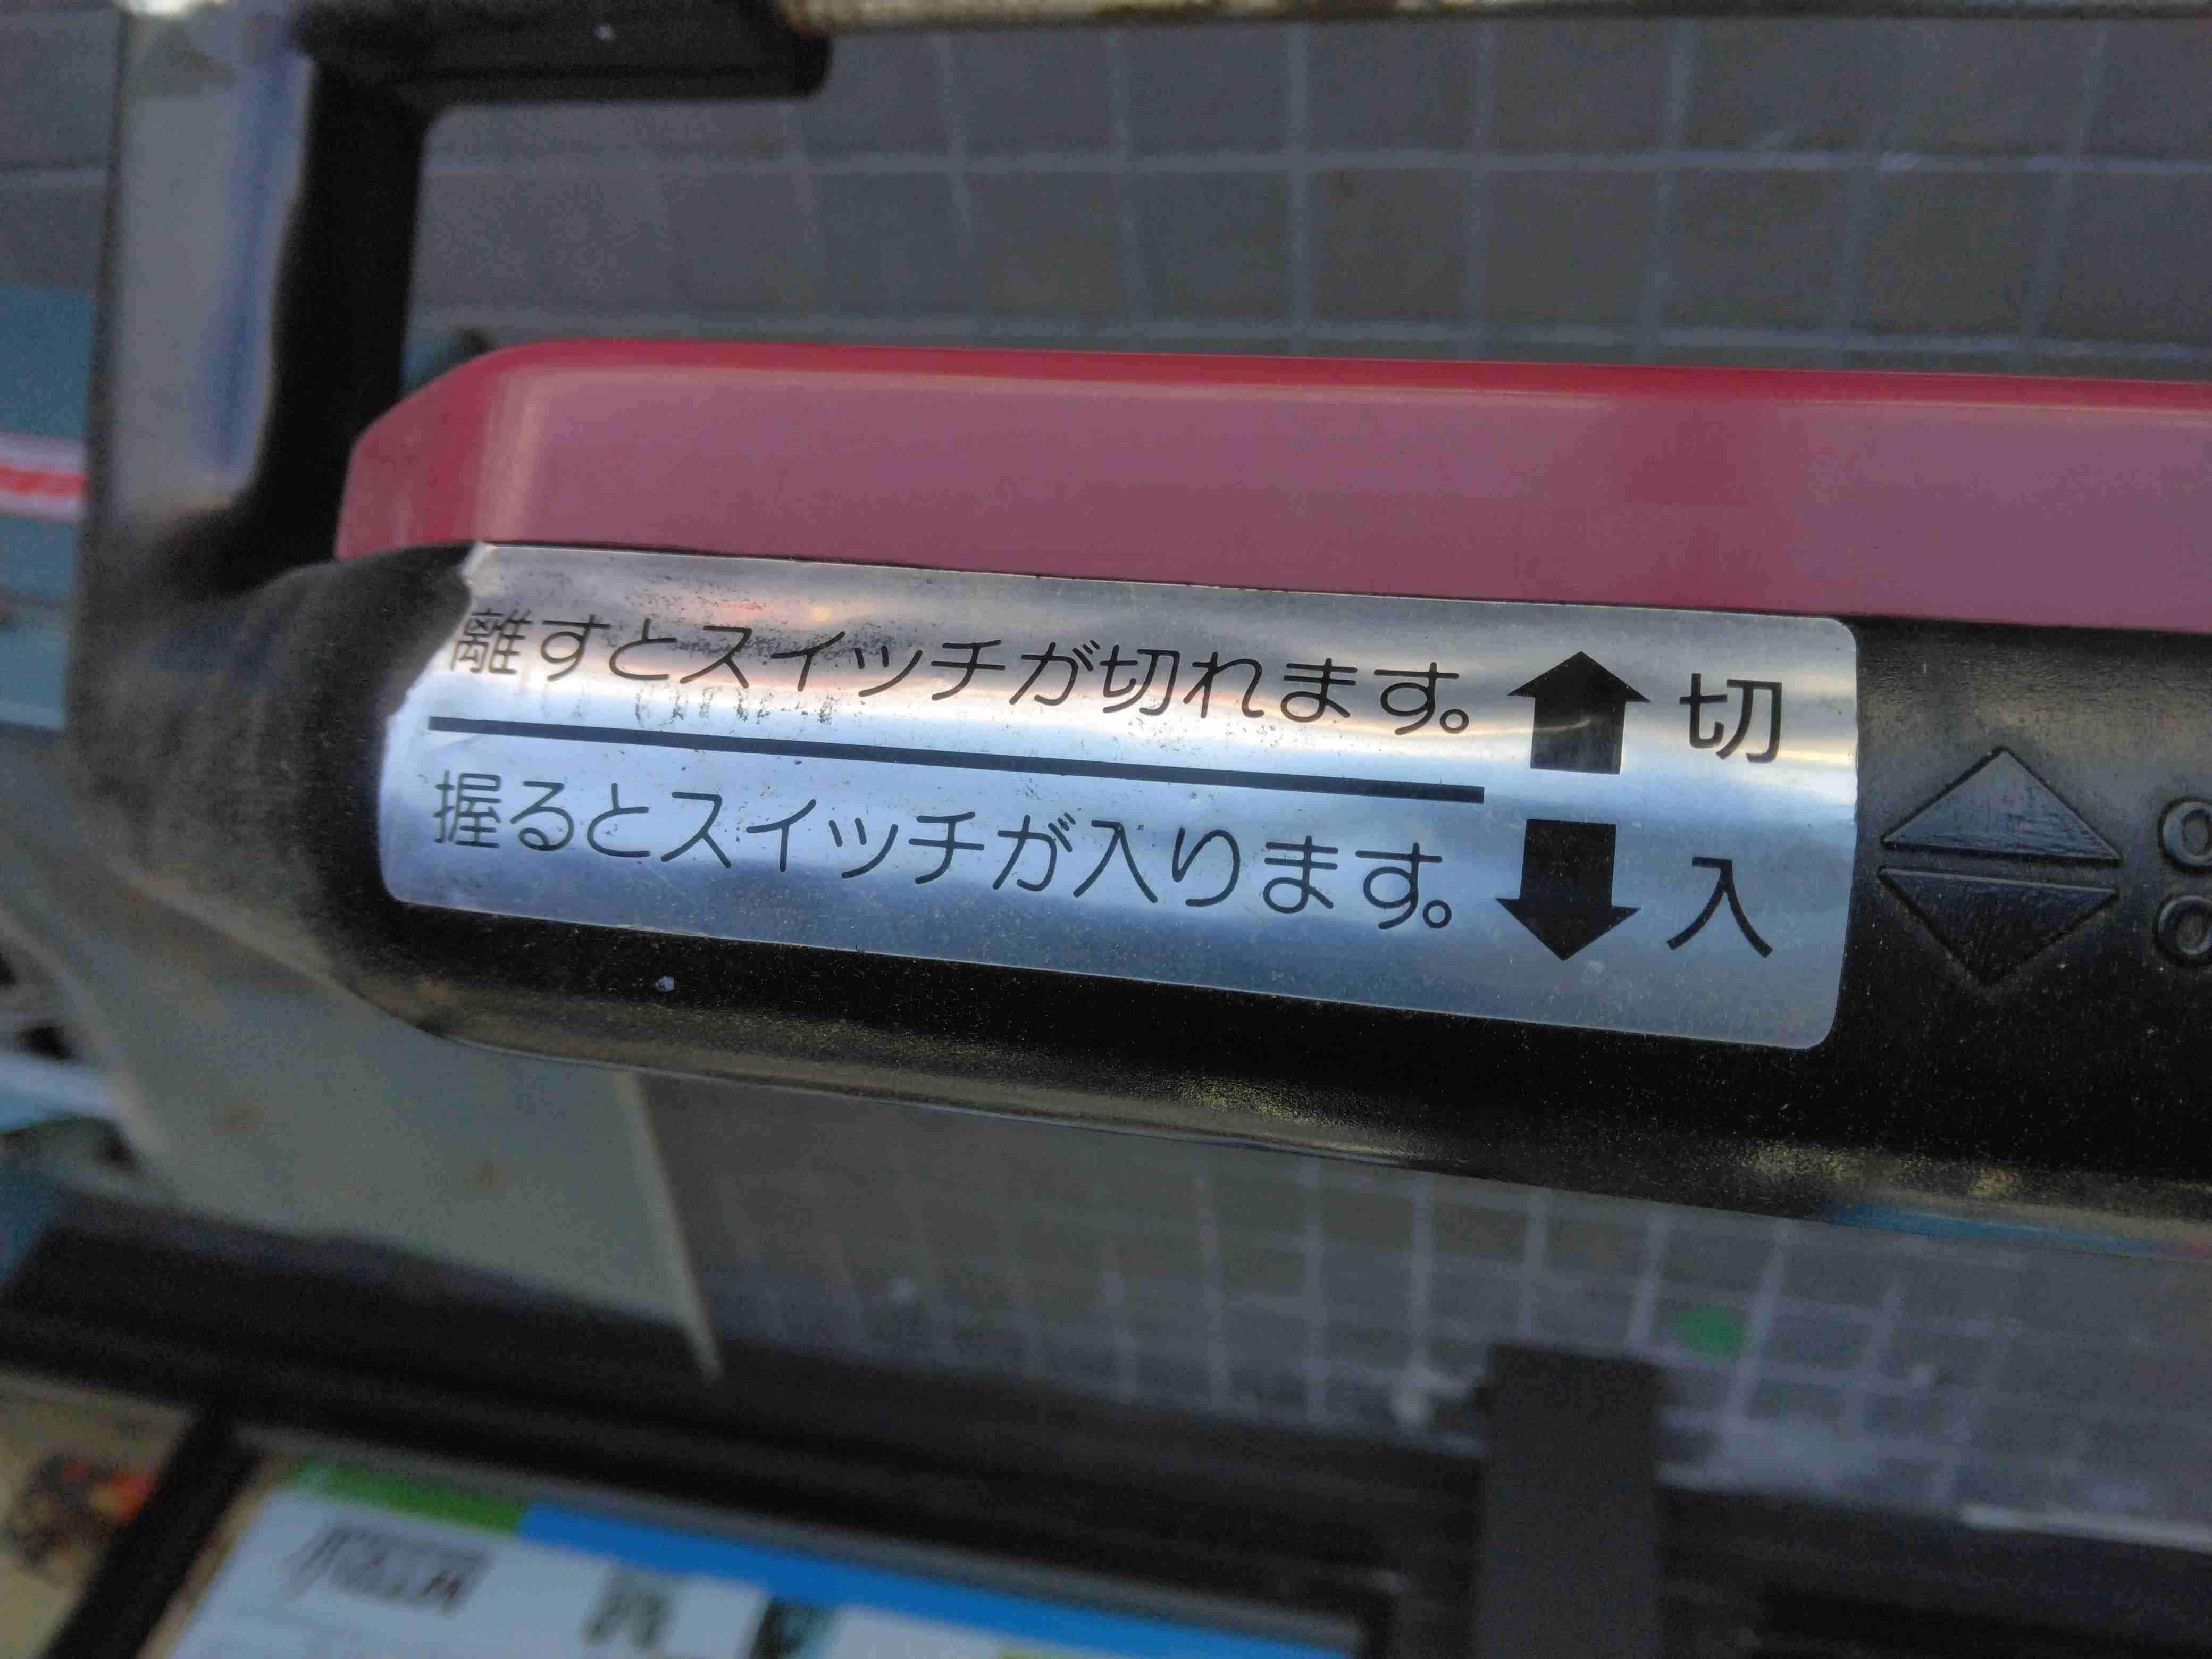 離すとスイッチが切れます。 切
握るとスイッチが入ります。 入